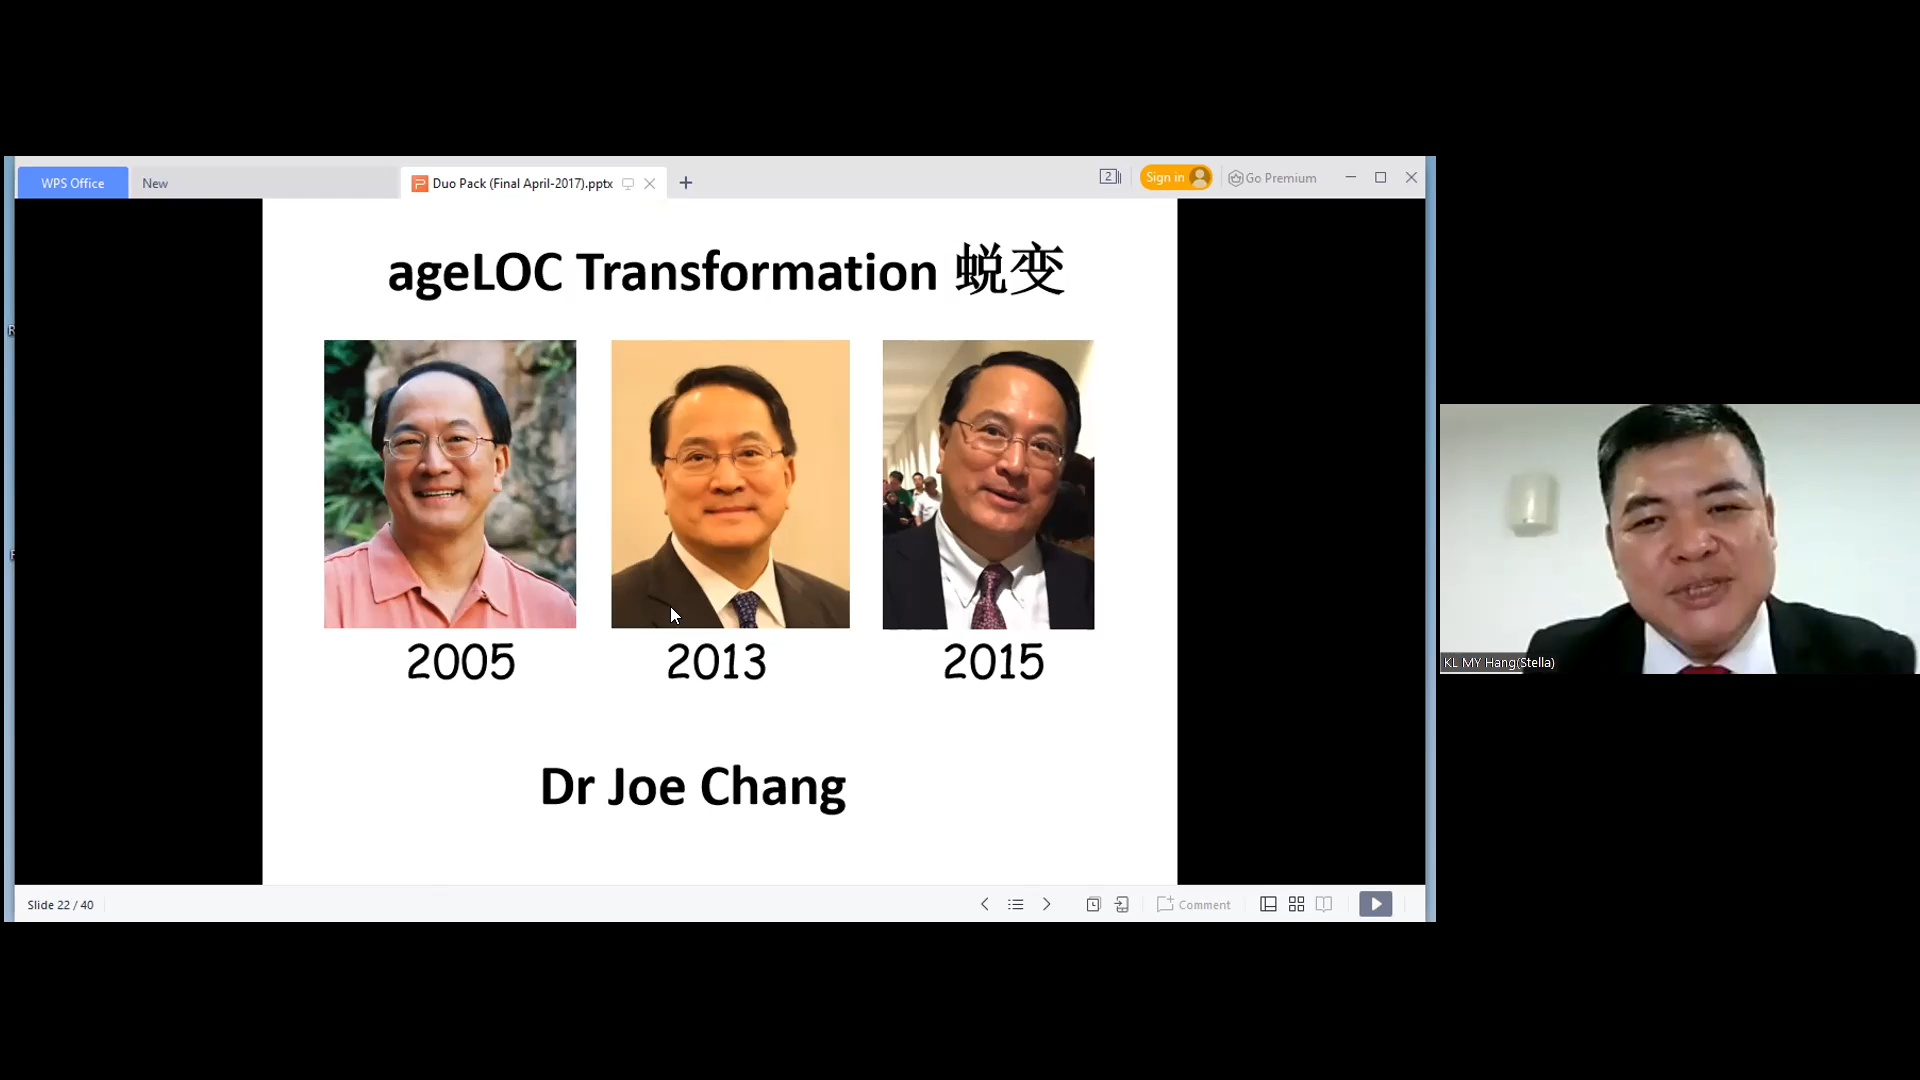 WPS Office
New
Duo Pack (Final April-2017).pptx
2
Sign in
Go Premium
ageLOC Transformation 蜕变
2005
2013
2015
Dr Joe Chang
KL MY Hang(Stella)
Slide 22 / 40
Comment